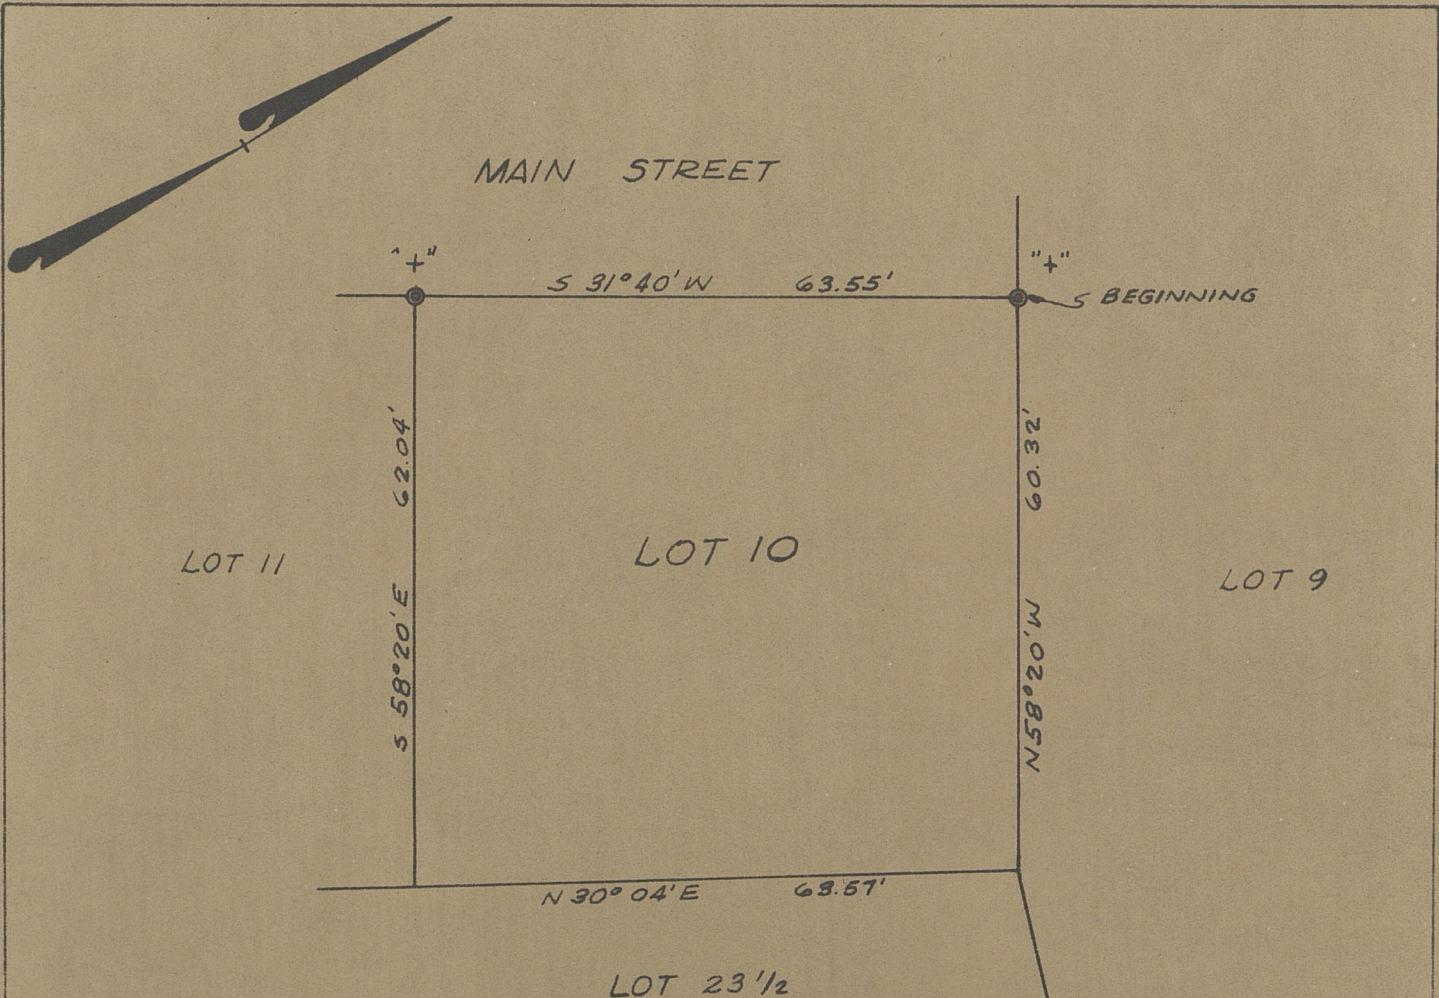 MAIN STREET
"+"
"+"
S 31°40' W 63.55'
BEGINNING
S 58°20' E 62.04'
N 58°20' W 60.32'
LOT 11
LOT 10
LOT 9
N 30° 04' E 63.57'
LOT 23 1/2